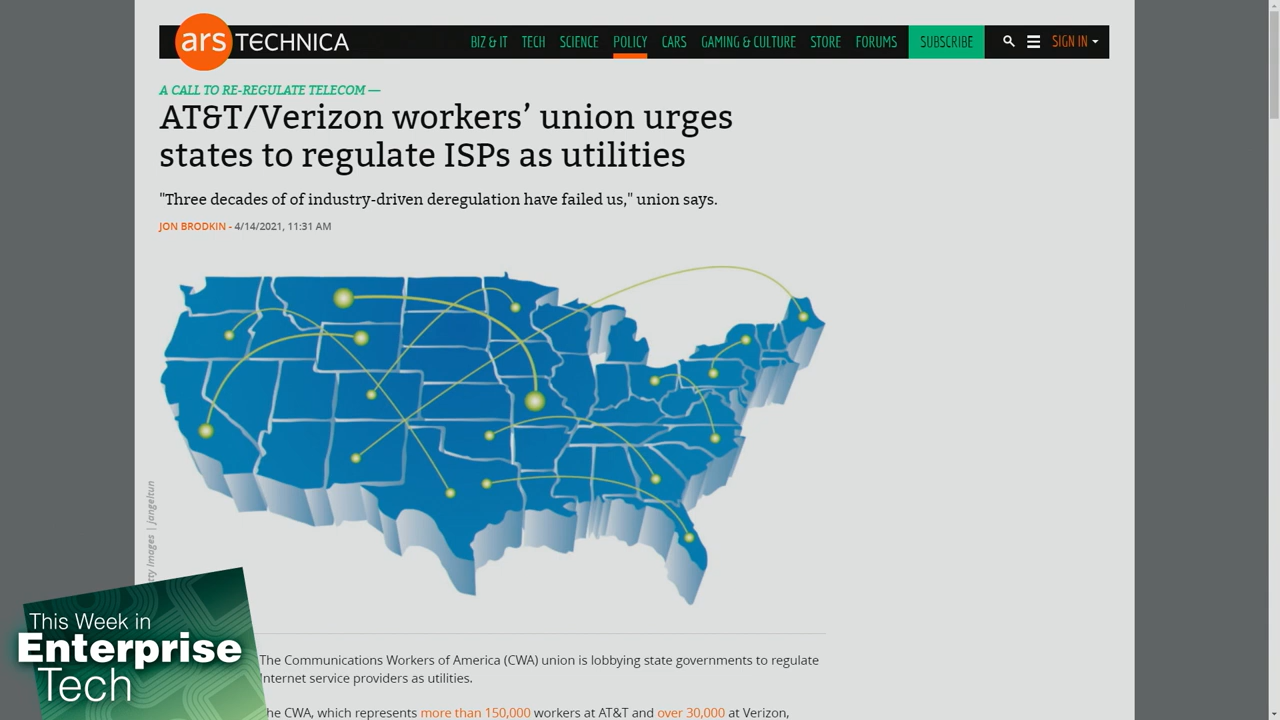 ars TECHNICA
BIZ & IT TECH SCIENCE POLICY CARS GAMING & CULTURE STORE FORUMS SUBSCRIBE SIGN IN
A CALL TO RE-REGULATE TELECOM —
AT&T/Verizon workers’ union urges
states to regulate ISPs as utilities
"Three decades of of industry-driven deregulation have failed us," union says.
JON BRODKIN - 4/14/2021, 11:31 AM
Images | jangeltun
The Communications Workers of America (CWA) union is lobbying state governments to regulate
Internet service providers as utilities.
CWA, which represents more than 150,000 workers at AT&T and over 30,000 at Verizon,
This Week in
Enterprise
Tech